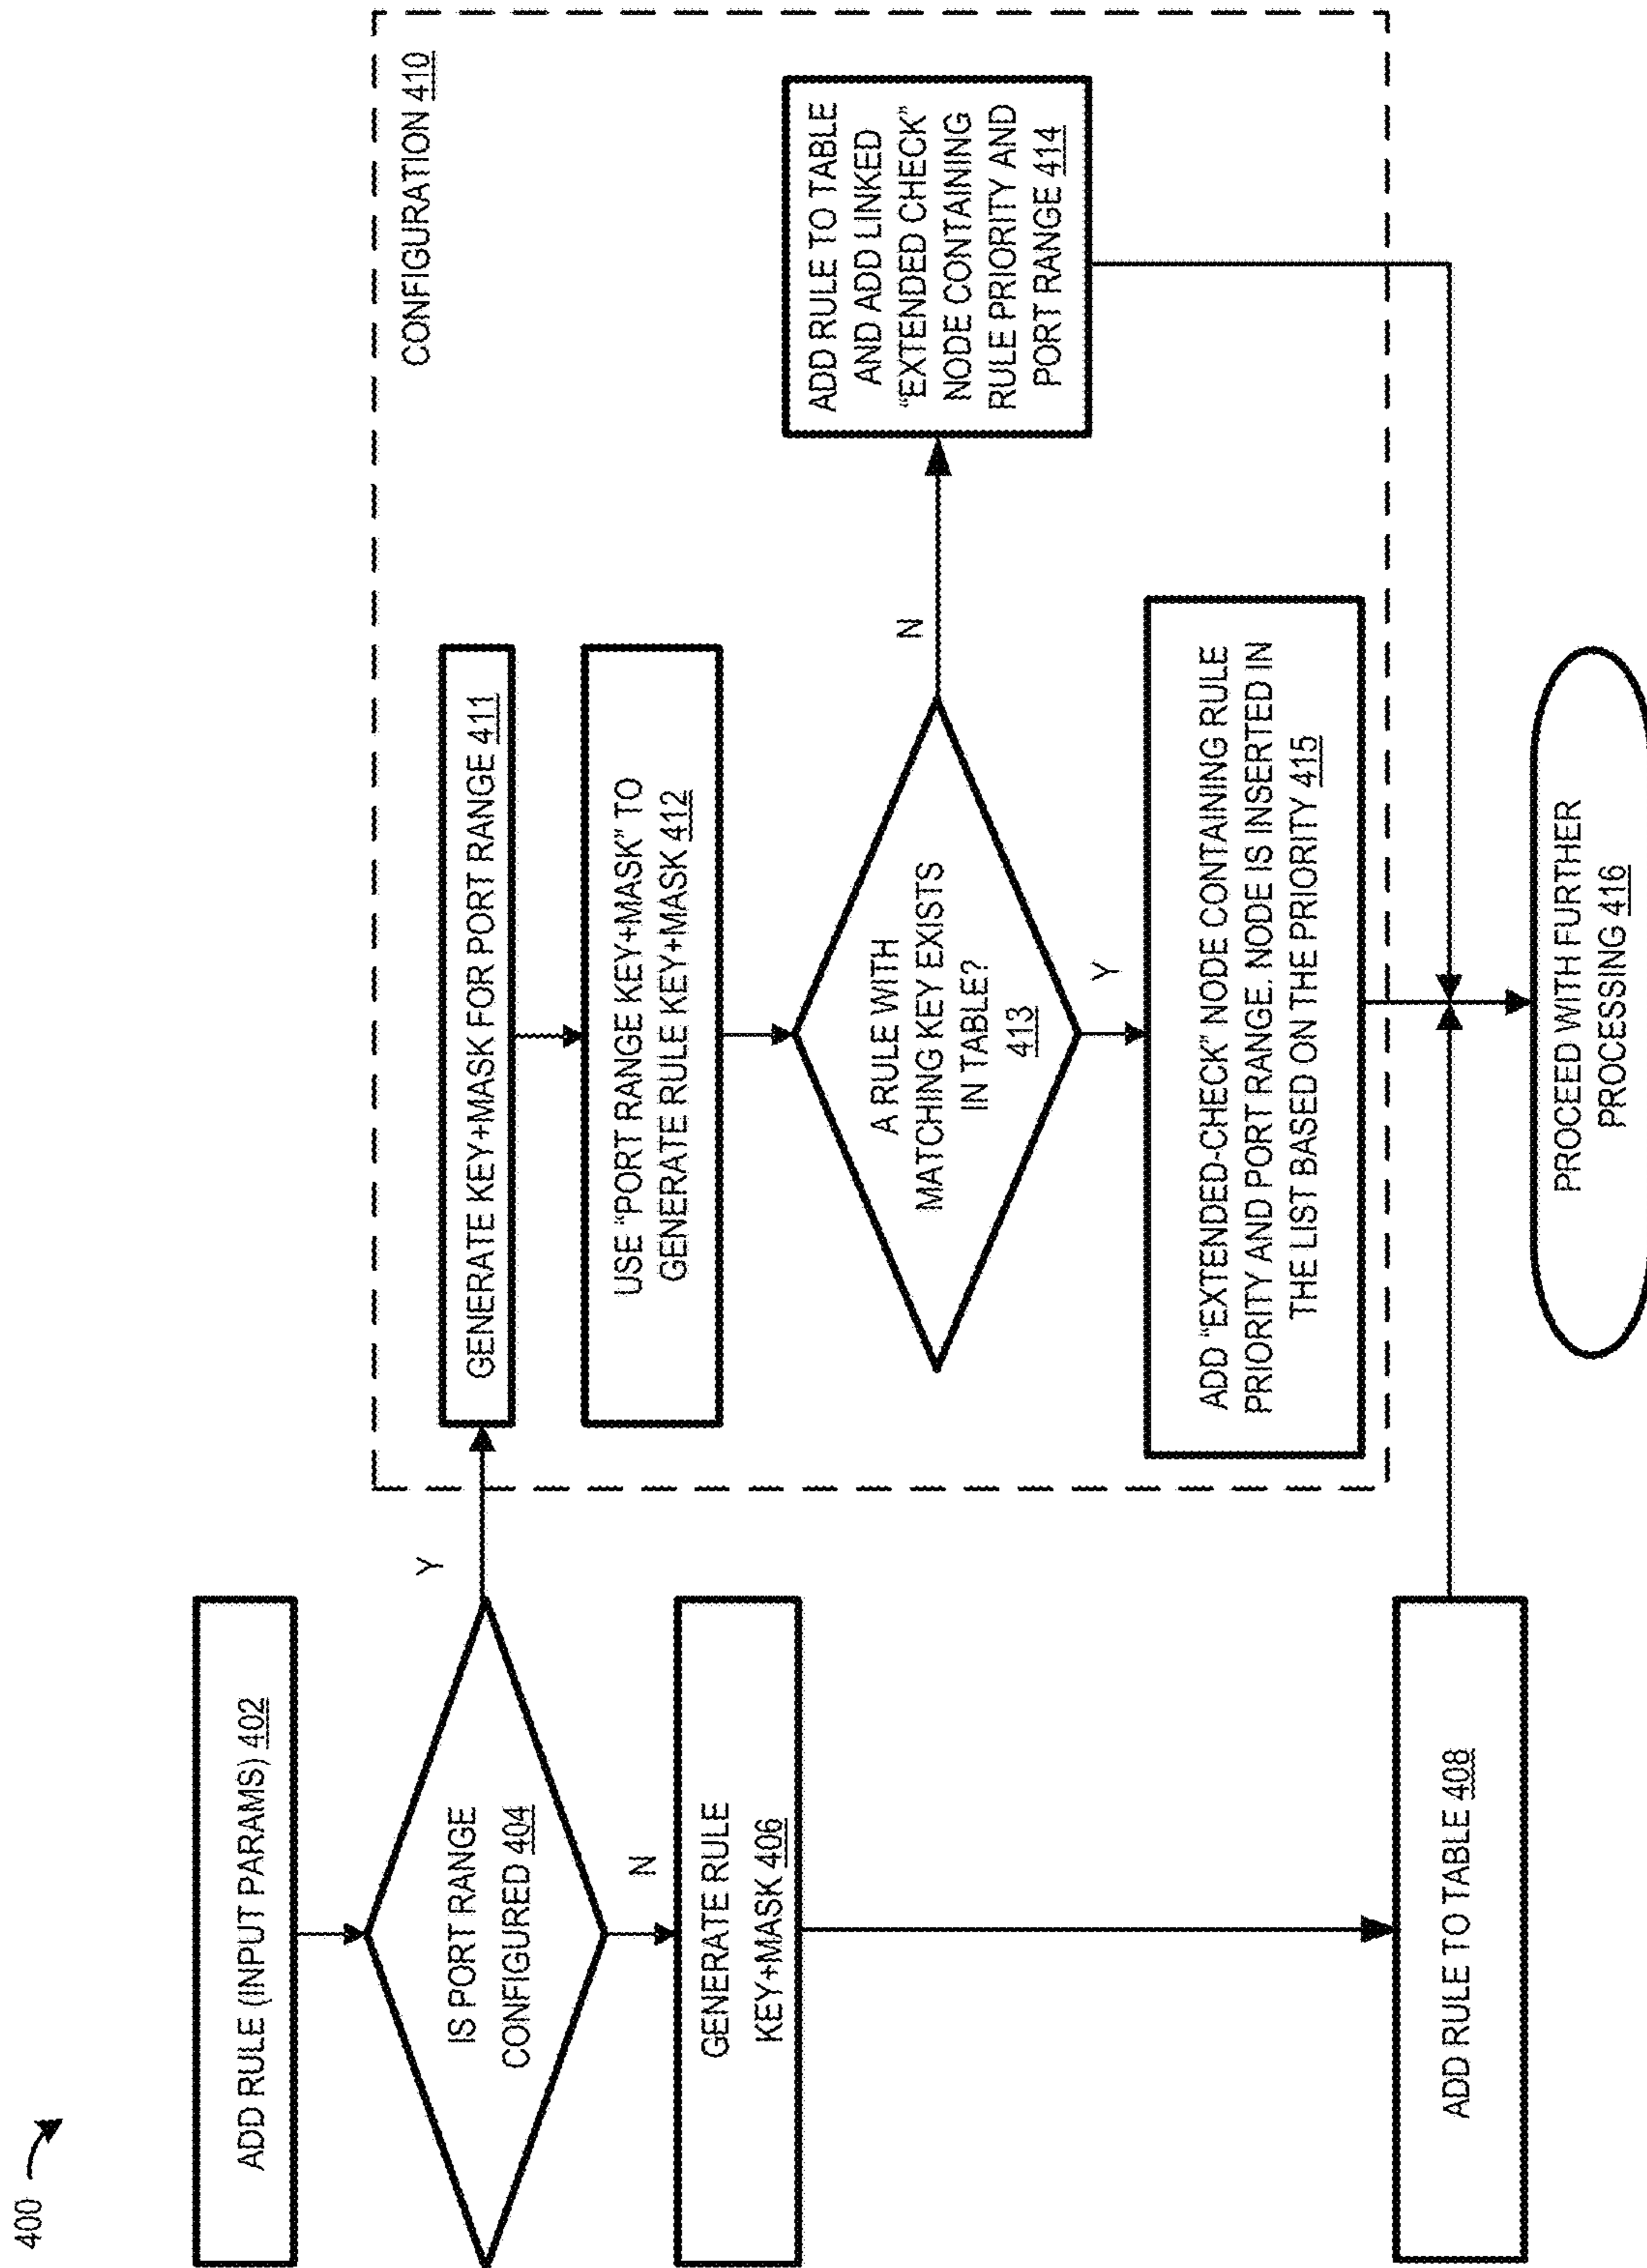 400
ADD RULE (INPUT PARAMS) 402
IS PORT RANGE
CONFIGURED 404
Y
N
GENERATE RULE
KEY+MASK 406
ADD RULE TO TABLE 408
CONFIGURATION 410
GENERATE KEY+MASK FOR PORT RANGE 411
USE "PORT RANGE KEY+MASK" TO
GENERATE RULE KEY+MASK 412
A RULE WITH
MATCHING KEY EXISTS
IN TABLE?
413
N
Y
ADD RULE TO TABLE
AND ADD LINKED
"EXTENDED CHECK"
NODE CONTAINING
RULE PRIORITY AND
PORT RANGE 414
ADD "EXTENDED-CHECK" NODE CONTAINING RULE
PRIORITY AND PORT RANGE. NODE IS INSERTED IN
THE LIST BASED ON THE PRIORITY 415
PROCEED WITH FURTHER
PROCESSING 416